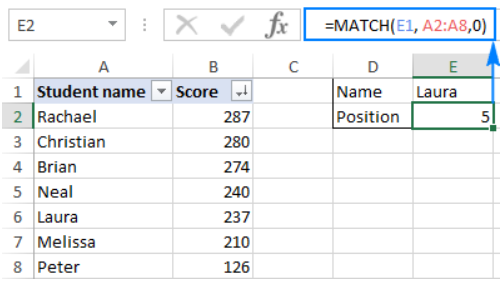 E2 fx =MATCH(E1, A2:A8,0)
A B C D E
1 Student name Score Name Laura
2 Rachael 287 Position 5
3 Christian 280
4 Brian 274
5 Neal 240
6 Laura 237
7 Melissa 210
8 Peter 126